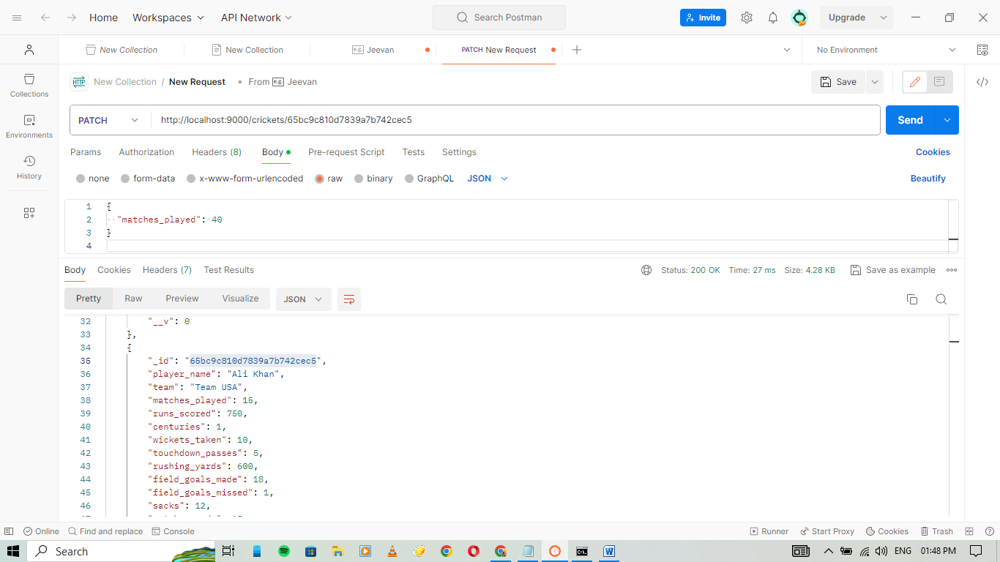 Home Workspaces API Network Search Postman Invite Upgrade
New Collection New Collection e.g. Jeevan PATCH New Request No Environment
HTTP New Collection / New Request • From e.g. Jeevan Save
Collections
Environments
History
PATCH http://localhost:9000/crickets/65bc9c810d7839a7b742cec5 Send
Params Authorization Headers (8) Body Pre-request Script Tests Settings Cookies
none form-data x-www-form-urlencoded raw binary GraphQL JSON Beautify
1 {
2 "matches_played": 40
3 }
4
Body Cookies Headers (7) Test Results Status: 200 OK Time: 27 ms Size: 4.28 KB Save as example
Pretty Raw Preview Visualize JSON
32 "__v": 0
33 },
34 {
35 "_id": "65bc9c810d7839a7b742cec5",
36 "player_name": "Ali Khan",
37 "team": "Team USA",
38 "matches_played": 15,
39 "runs_scored": 750,
40 "centuries": 1,
41 "wickets_taken": 10,
42 "touchdown_passes": 5,
43 "rushing_yards": 600,
44 "field_goals_made": 18,
45 "field_goals_missed": 1,
46 "sacks": 12,
Online Find and replace Console Runner Start Proxy Cookies Trash
Search ENG 01:48 PM